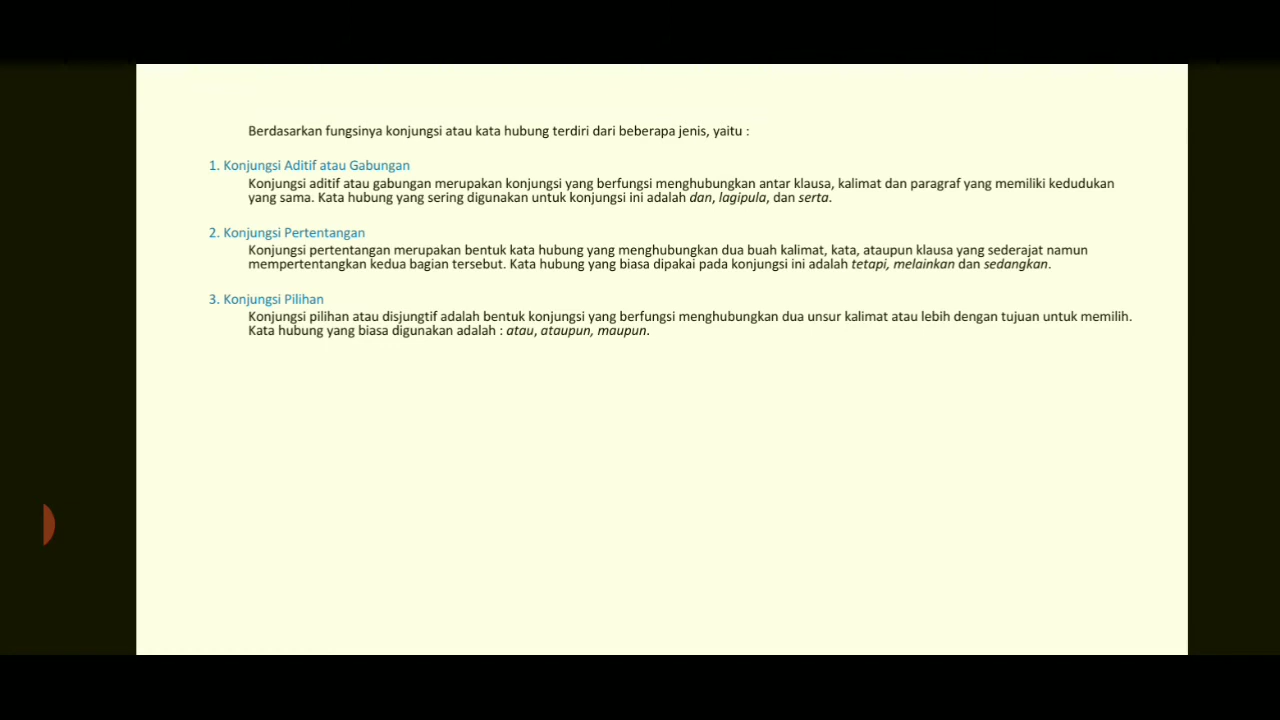 Berdasarkan fungsinya konjungsi atau kata hubung terdiri dari beberapa jenis, yaitu :
1. Konjungsi Aditif atau Gabungan
Konjungsi aditif atau gabungan merupakan konjungsi yang berfungsi menghubungkan antar klausa, kalimat dan paragraf yang memiliki kedudukan
yang sama. Kata hubung yang sering digunakan untuk konjungsi ini adalah dan, lagipula, dan serta.
2. Konjungsi Pertentangan
Konjungsi pertentangan merupakan bentuk kata hubung yang menghubungkan dua buah kalimat, kata, ataupun klausa yang sederajat namun
mempertentangkan kedua bagian tersebut. Kata hubung yang biasa dipakai pada konjungsi ini adalah tetapi, melainkan dan sedangkan.
3. Konjungsi Pilihan
Konjungsi pilihan atau disjungtif adalah bentuk konjungsi yang berfungsi menghubungkan dua unsur kalimat atau lebih dengan tujuan untuk memilih.
Kata hubung yang biasa digunakan adalah : atau, ataupun, maupun.